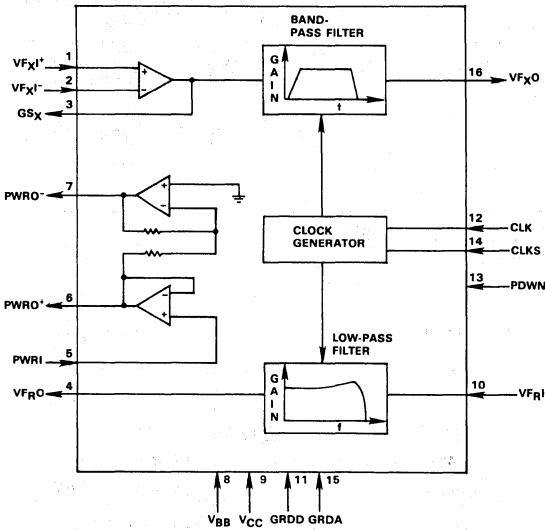 BAND-
PASS FILTER
VFXI+
1
VFXI−
2
GSX
3
+
−
GAIN
f
16
VFXO
PWRO−
7
+
−
CLOCK
GENERATOR
12
CLK
14
CLKS
13
PDWN
PWRO+
6
−
+
PWRI
5
LOW-PASS
FILTER
VFRO
4
GAIN
f
10
VFRI
8
9
11
15
VBB
VCC
GRDD
GRDA